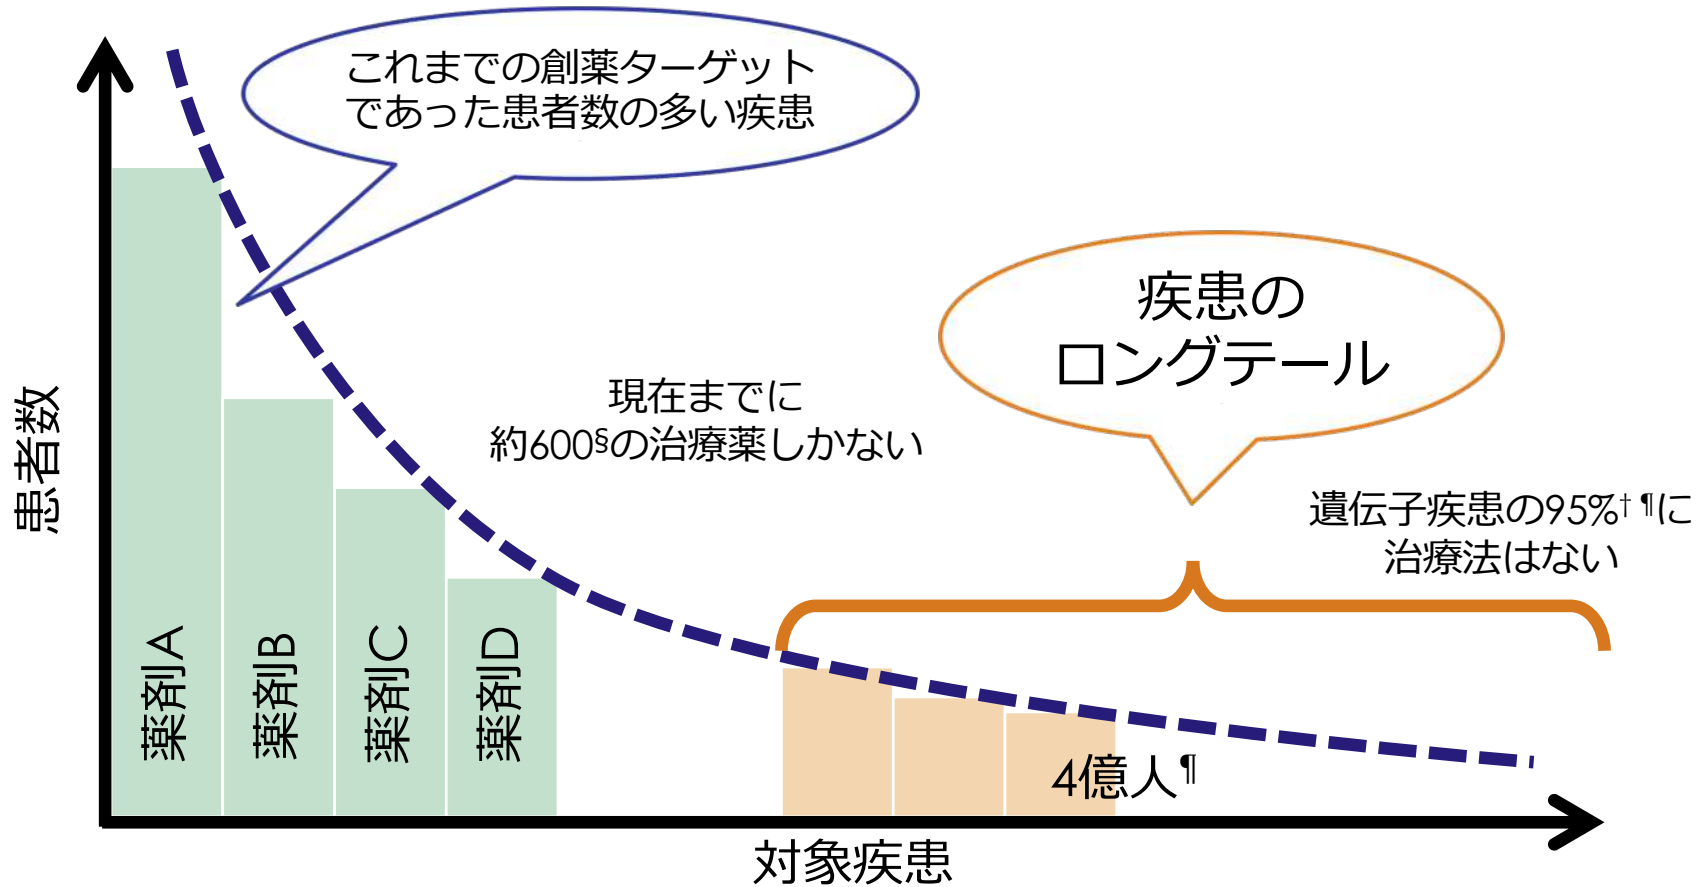 これまでの創薬ターゲット
であった患者数の多い疾患
疾患の
ロングテール
現在までに
約600§の治療薬しかない
遺伝子疾患の95%† ¶に
治療法はない
患者数
薬剤A
薬剤B
薬剤C
薬剤D
4億人¶
対象疾患